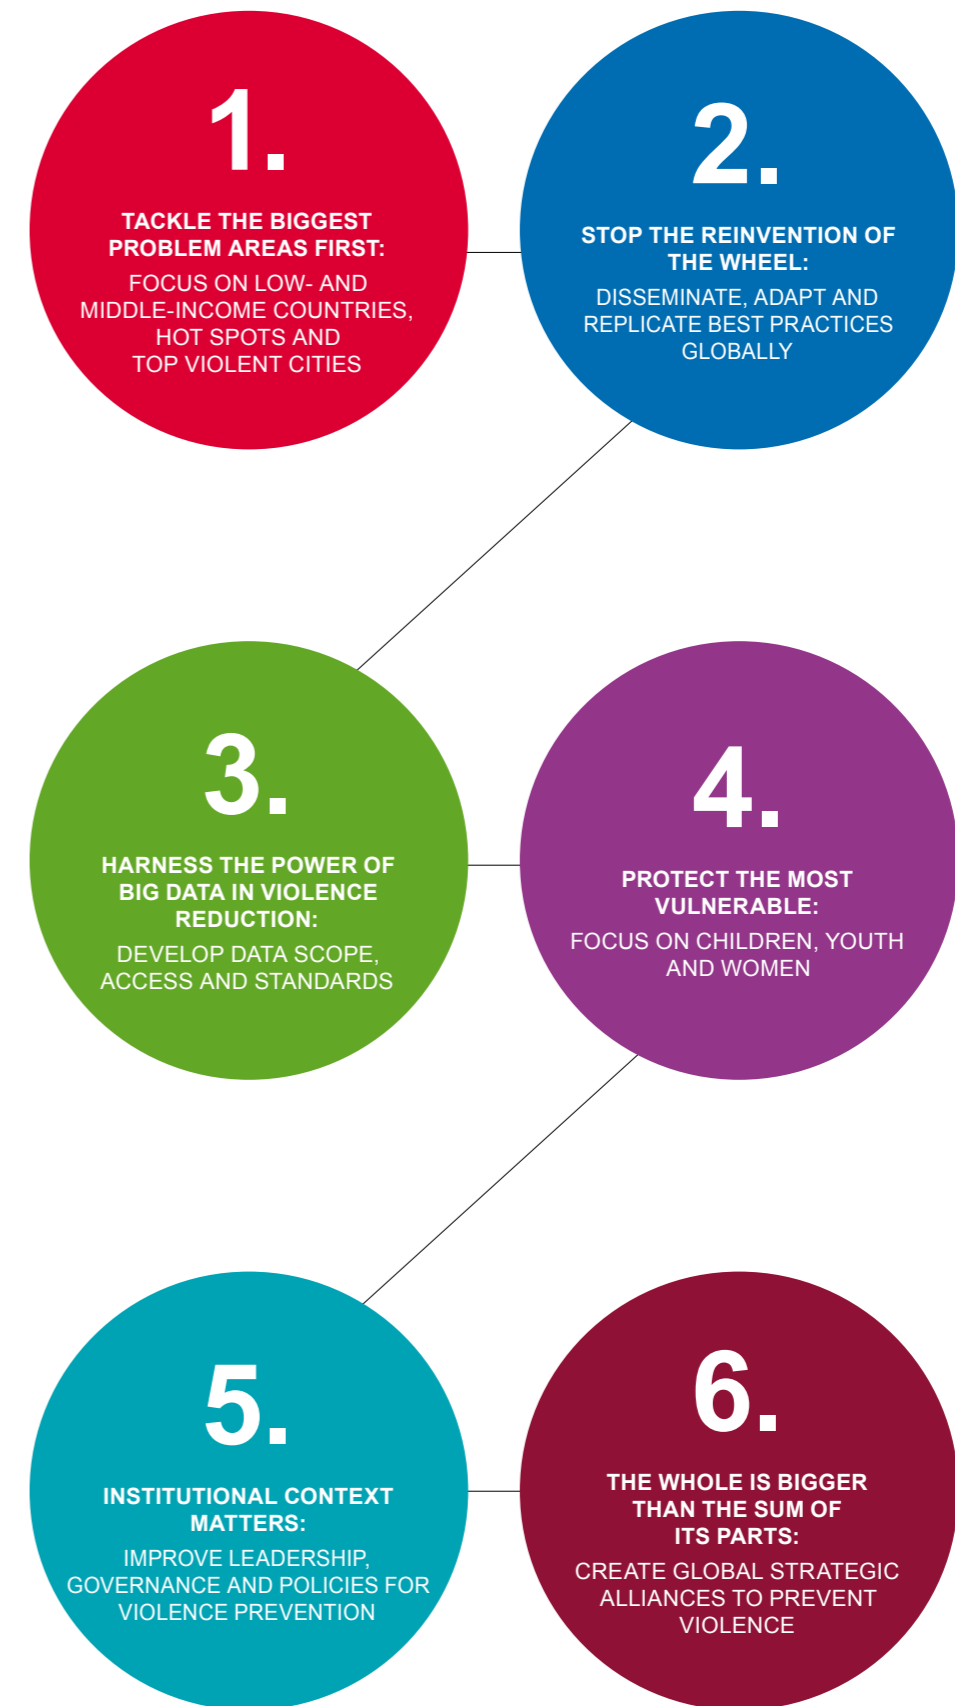 1.
TACKLE THE BIGGEST
PROBLEM AREAS FIRST:
FOCUS ON LOW- AND
MIDDLE-INCOME COUNTRIES,
HOT SPOTS AND
TOP VIOLENT CITIES
2.
STOP THE REINVENTION OF
THE WHEEL:
DISSEMINATE, ADAPT AND
REPLICATE BEST PRACTICES
GLOBALLY
3.
HARNESS THE POWER OF
BIG DATA IN VIOLENCE
REDUCTION:
DEVELOP DATA SCOPE,
ACCESS AND STANDARDS
4.
PROTECT THE MOST
VULNERABLE:
FOCUS ON CHILDREN, YOUTH
AND WOMEN
5.
INSTITUTIONAL CONTEXT
MATTERS:
IMPROVE LEADERSHIP,
GOVERNANCE AND POLICIES FOR
VIOLENCE PREVENTION
6.
THE WHOLE IS BIGGER
THAN THE SUM OF
ITS PARTS:
CREATE GLOBAL STRATEGIC
ALLIANCES TO PREVENT
VIOLENCE